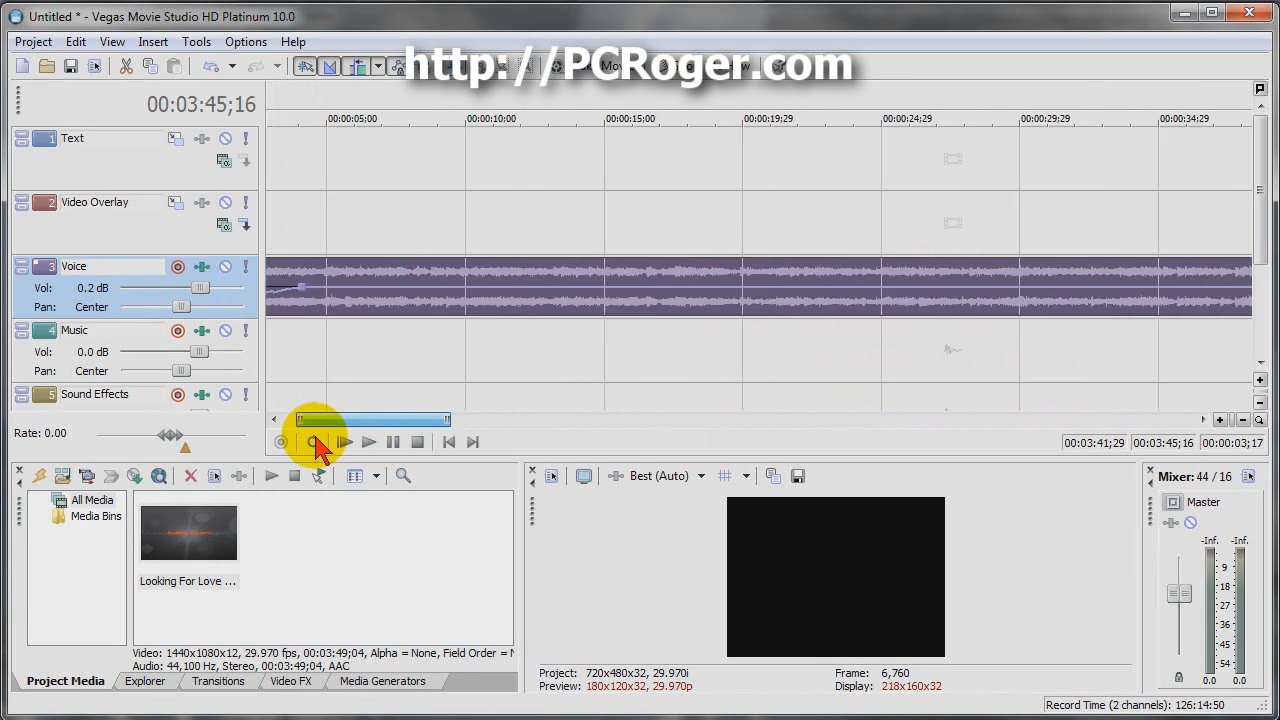 Untitled * - Vegas Movie Studio HD Platinum 10.0
Project Edit View Insert Tools Options Help
http://PCRoger.com
00:03:45;16
00:00:05;00 00:00:10;00 00:00:15;00 00:00:19;29 00:00:24;29 00:00:29;29 00:00:34;29
1 Text
2 Video Overlay
3 Voice
Vol: 0.2 dB
Pan: Center
4 Music
Vol: 0.0 dB
Pan: Center
5 Sound Effects
Rate: 0.00
00:03:41;29 00:03:45;16 00:00:03;17
Best (Auto)
Mixer: 44 / 16
All Media
Media Bins
Looking For Love ...
Video: 1440x1080x12, 29.970 fps, 00:03:49;04, Alpha = None, Field Order =
Audio: 44,100 Hz, Stereo, 00:03:49;04, AAC
Project Media Explorer Transitions Video FX Media Generators
Project: 720x480x32, 29.970i
Preview: 180x120x32, 29.970p
Frame: 6,760
Display: 218x160x32
Master
-Inf. -Inf.
9
18
27
36
45
54
0.0 0.0
Record Time (2 channels): 126:14:50